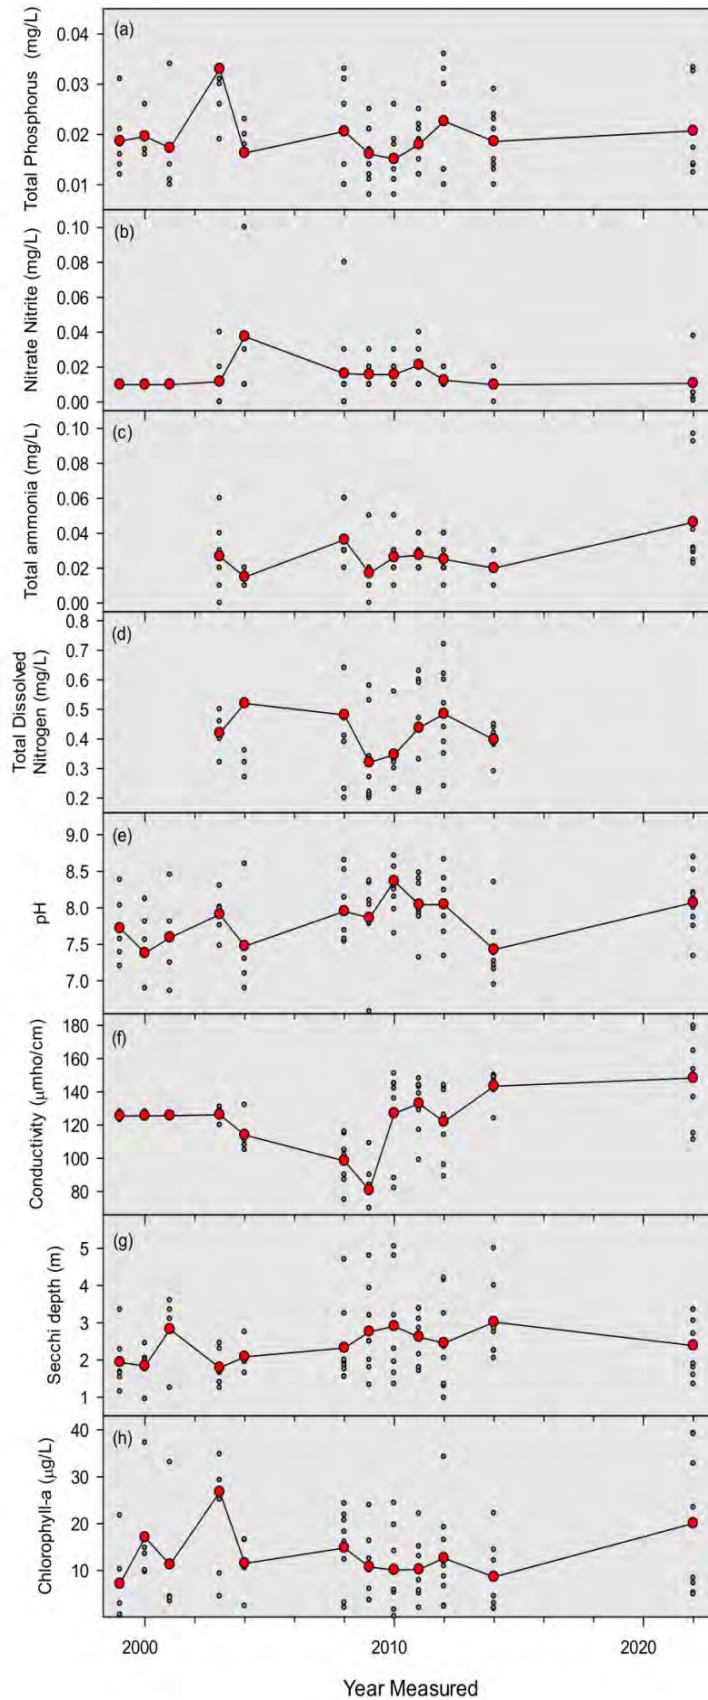 (a)
Total Phosphorus (mg/L)
0.04
0.03
0.02
0.01
(b)
Nitrate Nitrite (mg/L)
0.10
0.08
0.06
0.04
0.02
0.00
(c)
Total ammonia (mg/L)
0.10
0.08
0.06
0.04
0.02
0.00
(d)
Total Dissolved
Nitrogen (mg/L)
0.8
0.7
0.6
0.5
0.4
0.3
0.2
(e)
pH
9.0
8.5
8.0
7.5
7.0
(f)
Conductivity (µmho/cm)
180
160
140
120
100
80
(g)
Secchi depth (m)
5
4
3
2
1
(h)
Chlorophyll-a (µg/L)
40
30
20
10
2000
2010
2020
Year Measured